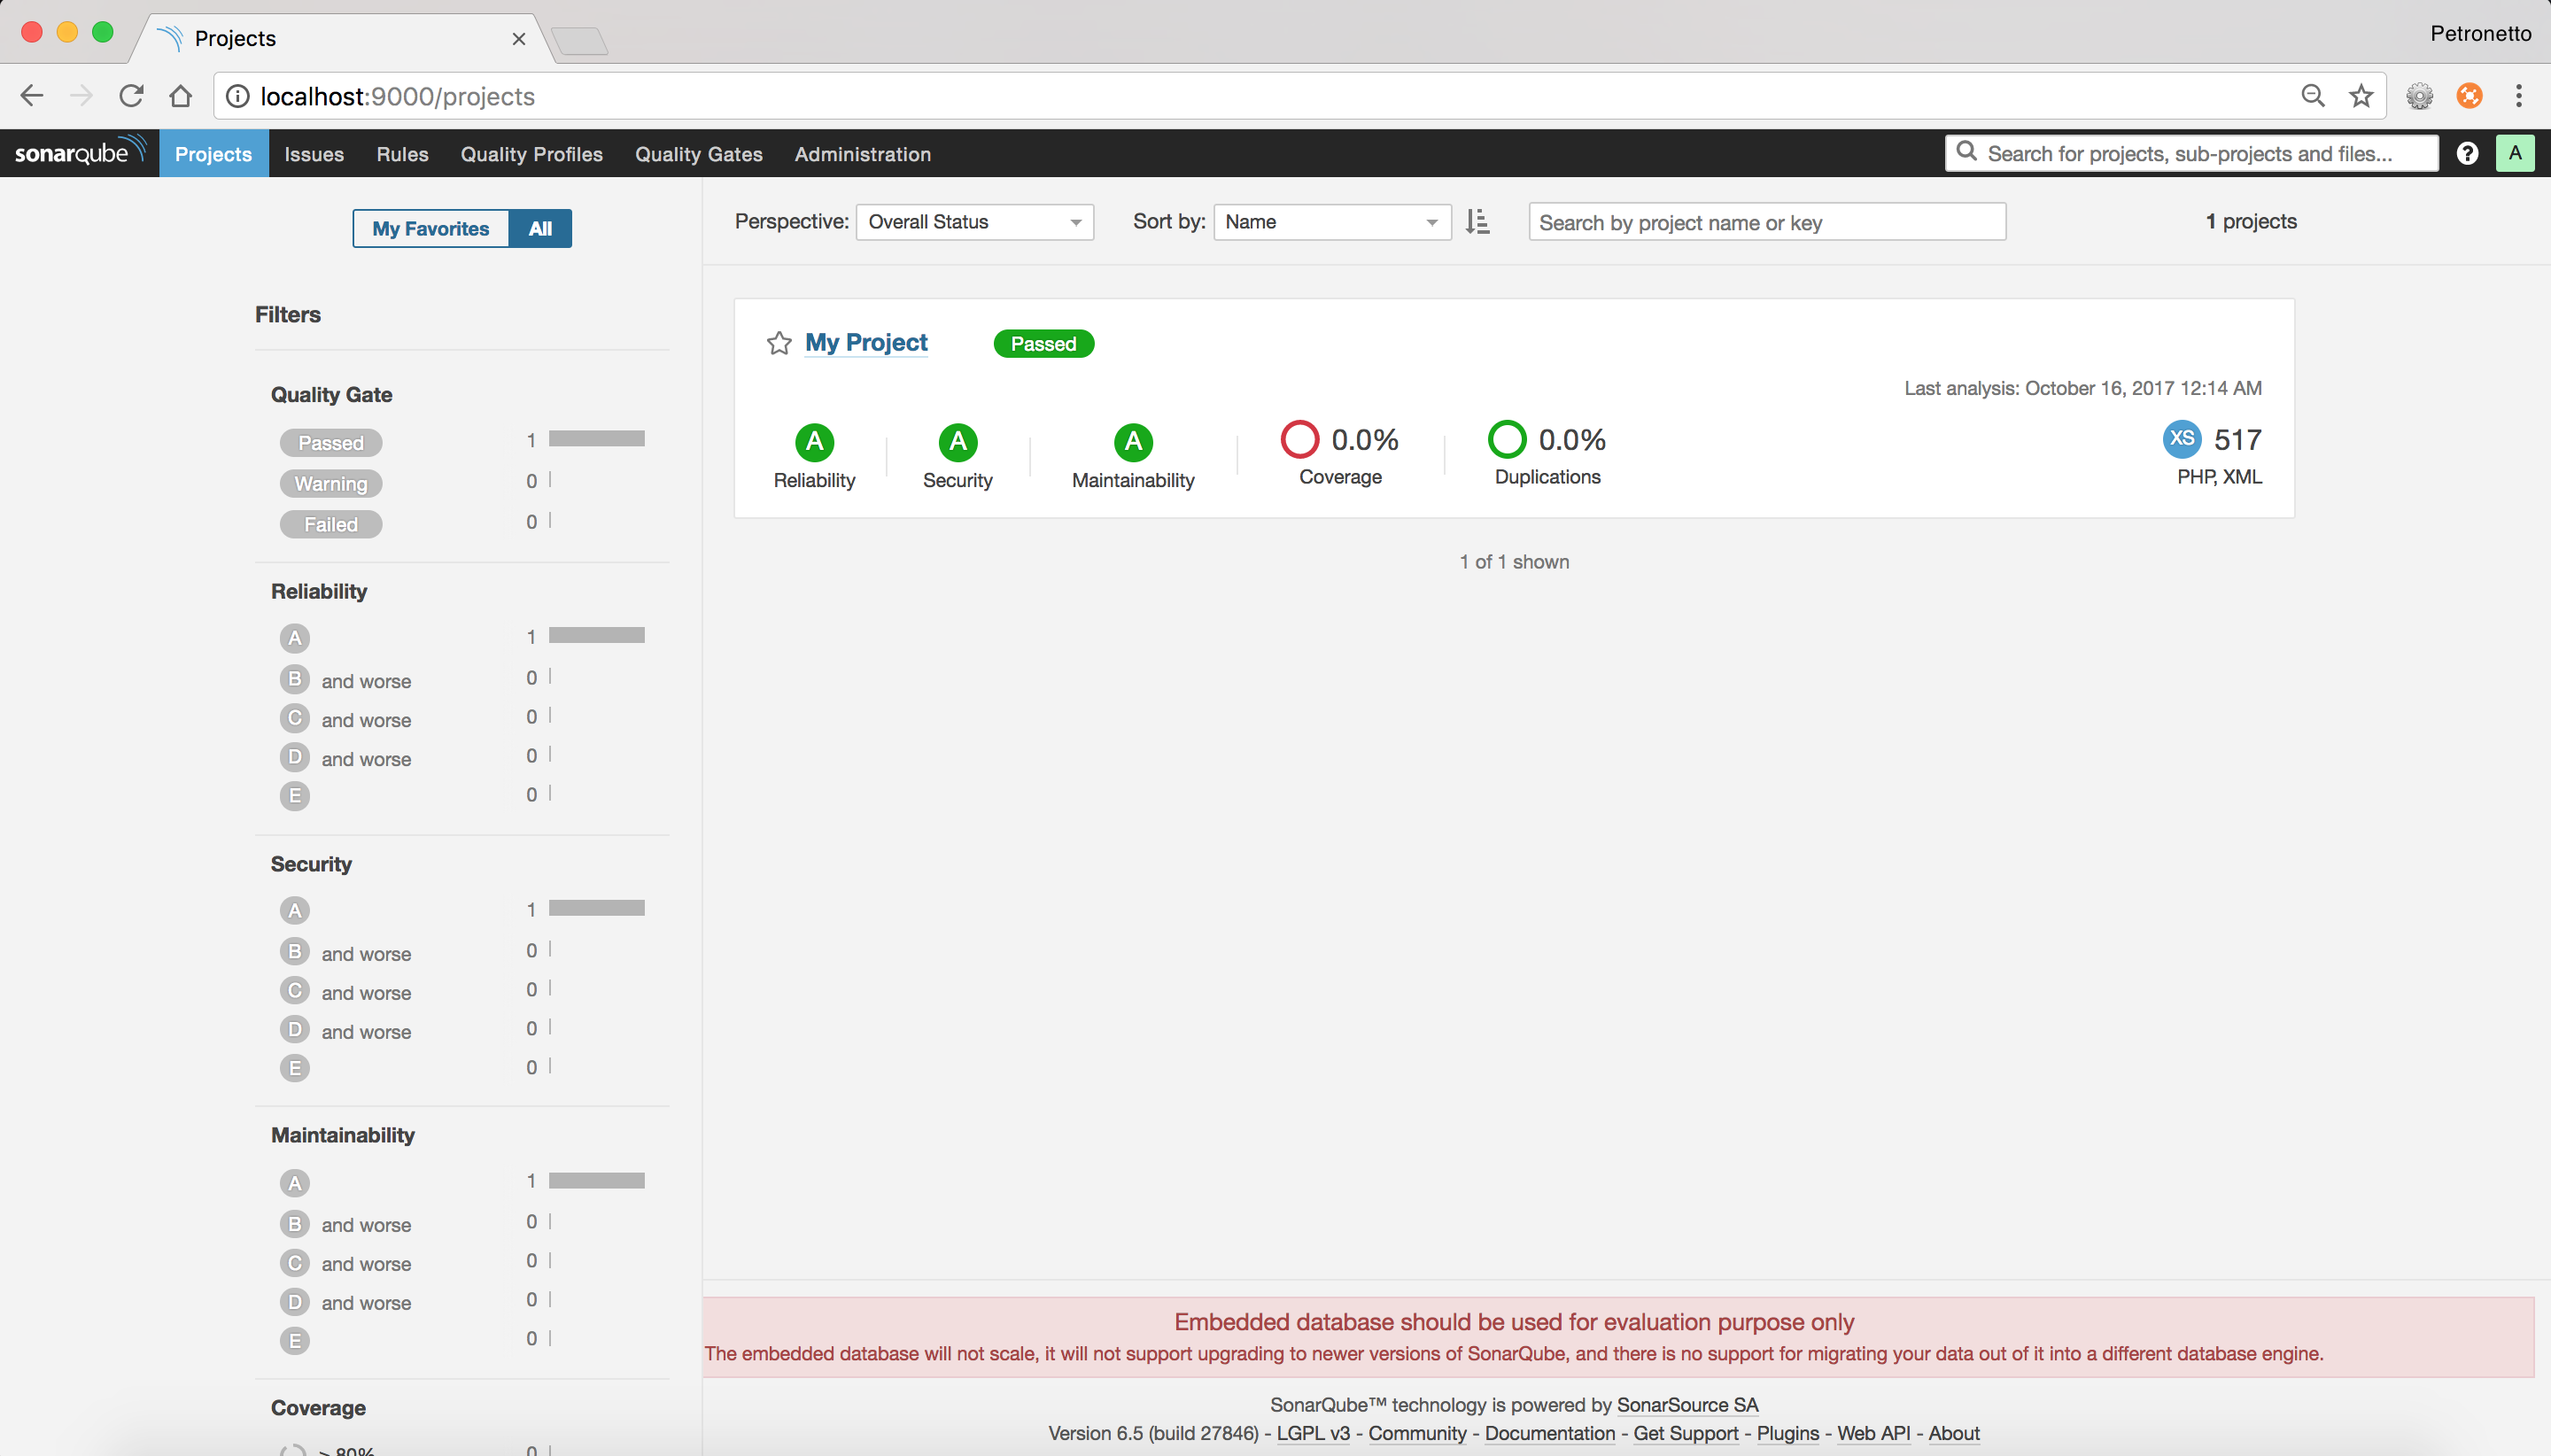 Projects
Petronetto
localhost:9000/projects
sonarqube Projects Issues Rules Quality Profiles Quality Gates Administration Search for projects, sub-projects and files... ? A
My Favorites All
Perspective: Overall Status Sort by: Name Search by project name or key 1 projects
Filters
My Project Passed
Last analysis: October 16, 2017 12:14 AM
A A A 0.0% 0.0% XS 517
Reliability Security Maintainability Coverage Duplications PHP, XML
1 of 1 shown
Quality Gate
Passed 1
Warning 0
Failed 0
Reliability
A 1
B and worse 0
C and worse 0
D and worse 0
E 0
Security
A 1
B and worse 0
C and worse 0
D and worse 0
E 0
Maintainability
A 1
B and worse 0
C and worse 0
D and worse 0
E 0
Coverage
≥ 80% 0
Embedded database should be used for evaluation purpose only
The embedded database will not scale, it will not support upgrading to newer versions of SonarQube, and there is no support for migrating your data out of it into a different database engine.
SonarQube™ technology is powered by SonarSource SA
Version 6.5 (build 27846) - LGPL v3 - Community - Documentation - Get Support - Plugins - Web API - About